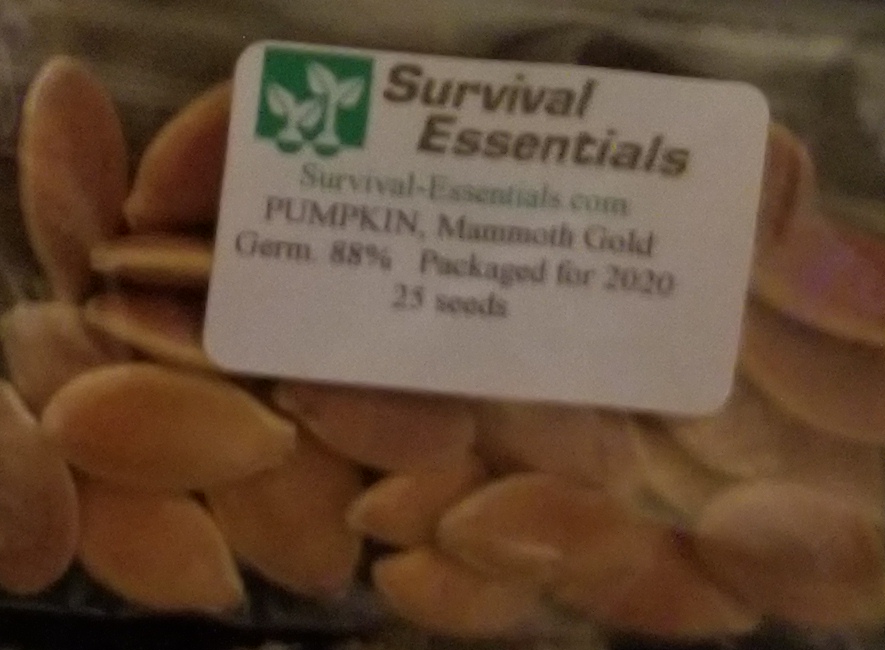 Survival
Essentials
Survival-Essentials.com
PUMPKIN, Mammoth Gold
Germ. 88% Packaged for 2020
25 seeds